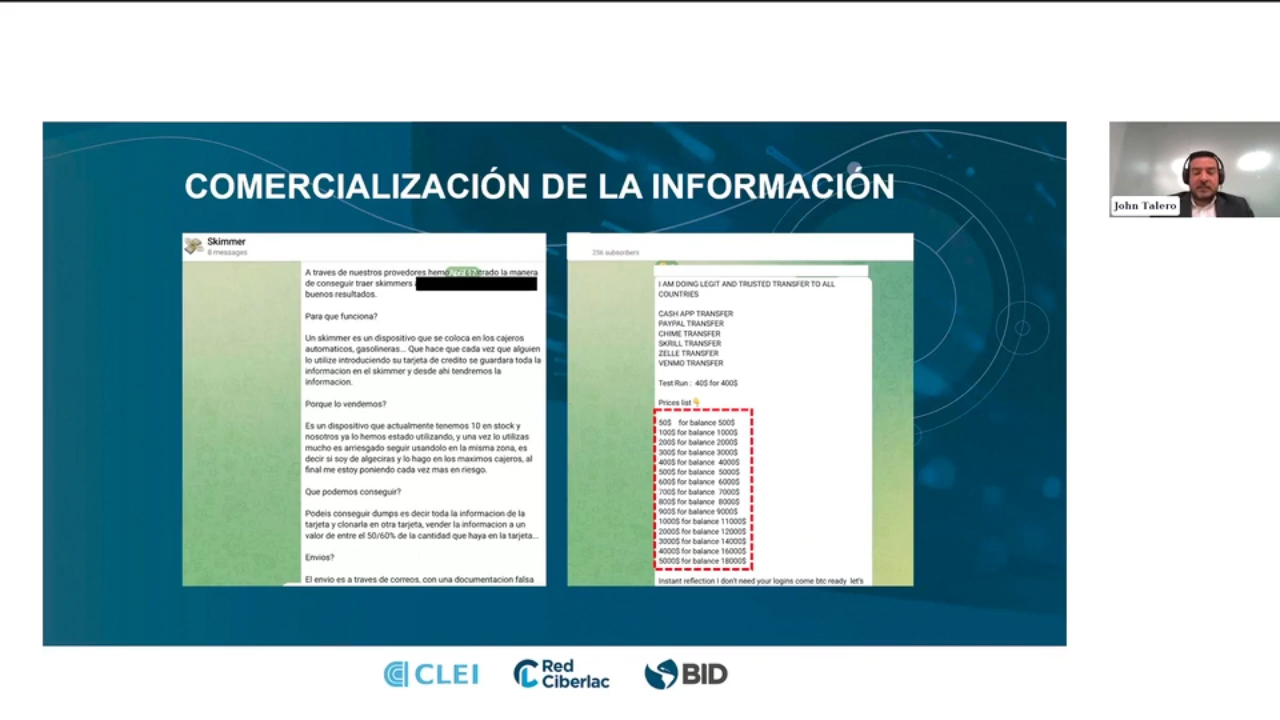 COMERCIALIZACIÓN DE LA INFORMACIÓN
Skimmer
8 messages
A traves de nuestros provedores hemo trado la manera
de conseguir traer skimmers
buenos resultados.
Para que funciona?
Un skimmer es un dispositivo que se coloca en los cajeros
automaticos, gasolineras... Que hace que cada vez que alguien
lo utilize introduciendo su tarjeta de credito se guardara toda la
informacion en el skimmer y desde ahi tendremos la
informacion.
Porque lo vendemos?
Es un dispositivo que actualmente tenemos 10 en stock y
nosotros ya lo hemos estado utilizando, y una vez lo utilizas
mucho es arriesgado seguir usandolo en la misma zona, es
decir si soy de algeciras y lo hago en los maximos cajeros, al
final me estoy poniendo cada vez mas en riesgo.
Que podemos conseguir?
Podeis conseguir dumps es decir toda la informacion de la
tarjeta y clonarla en otra tarjeta, vender la informacion a un
valor de entre el 50/60% de la cantidad que haya en la tarjeta...
Envios?
El envio es a traves de correos, con una documentacion falsa
256 subscribers
I AM DOING LEGIT AND TRUSTED TRANSFER TO ALL
COUNTRIES
CASH APP TRANSFER
PAYPAL TRANSFER
CHIME TRANSFER
SKRILL TRANSFER
ZELLE TRANSFER
VENMO TRANSFER
Test Run : 40$ for 400$
Prices list👇
50$ for balance 500$
100$ for balance 1000$
200$ for balance 2000$
300$ for balance 3000$
400$ for balance 4000$
500$ for balance 5000$
600$ for balance 6000$
700$ for balance 7000$
800$ for balance 8000$
900$ for balance 9000$
1000$ for balance 11000$
2000$ for balance 12000$
3000$ for balance 14000$
4000$ for balance 16000$
5000$ for balance 18000$
Instant reflection I don't need your logins come btc ready let's
John Talero
CLEI
Red
Ciberlac
BID